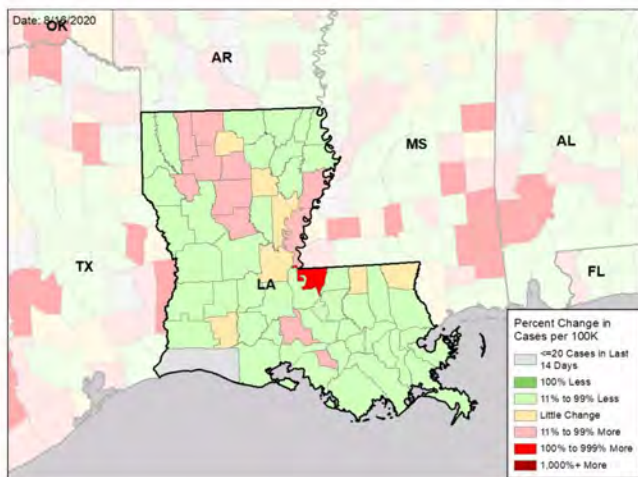 Date: 8/16/2020
OK
AR
MS
AL
TX
LA
FL
Percent Change in
Cases per 100K
<=20 Cases in Last
14 Days
100% Less
11% to 99% Less
Little Change
11% to 99% More
100% to 999% More
1,000%+ More